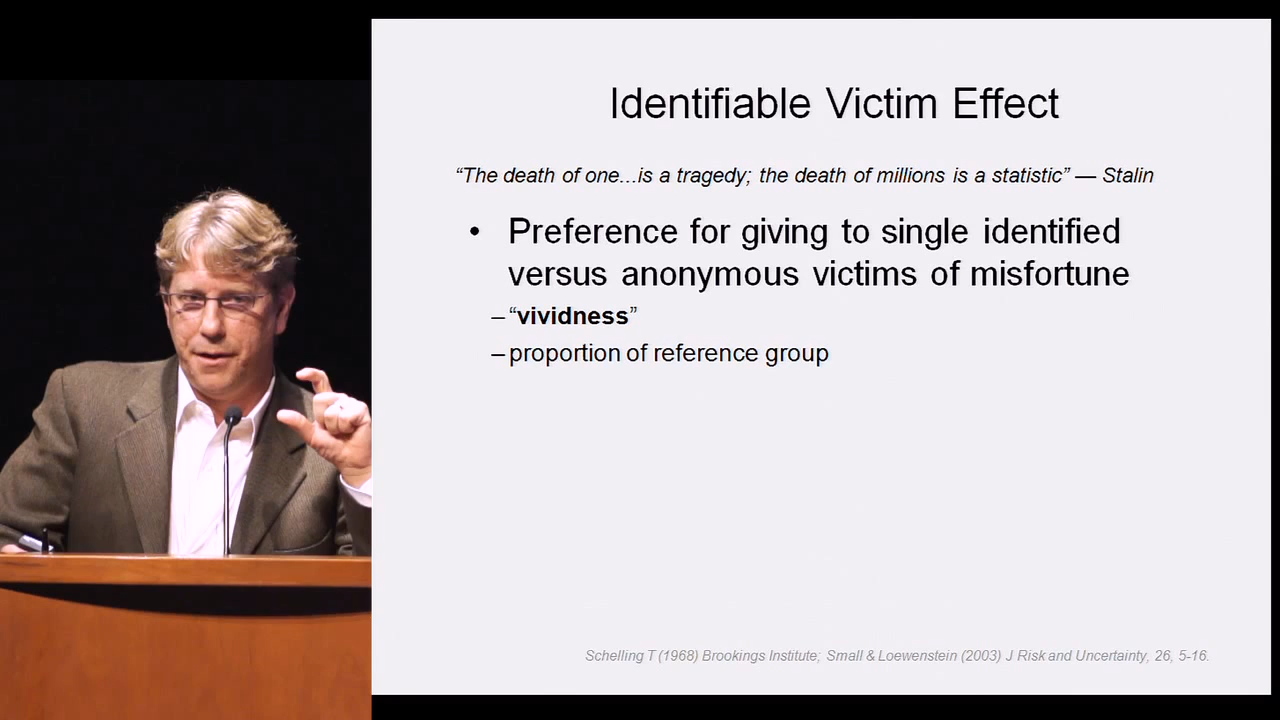 Identifiable Victim Effect
“The death of one...is a tragedy; the death of millions is a statistic” — Stalin
• Preference for giving to single identified
versus anonymous victims of misfortune
– “vividness”
– proportion of reference group
Schelling T (1968) Brookings Institute; Small & Loewenstein (2003) J Risk and Uncertainty, 26, 5-16.